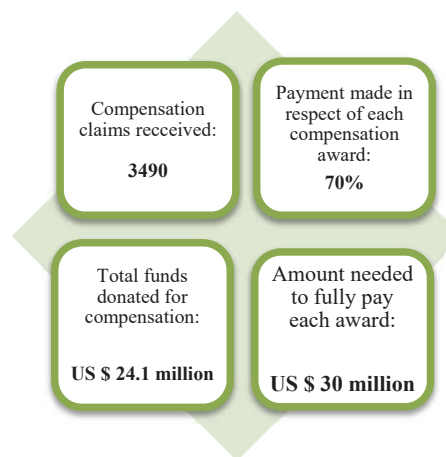 Compensation
claims recceived:
3490
Payment made in
respect of each
compensation
award:
70%
Total funds
donated for
compensation:
US $ 24.1 million
Amount needed
to fully pay
each award:
US $ 30 million